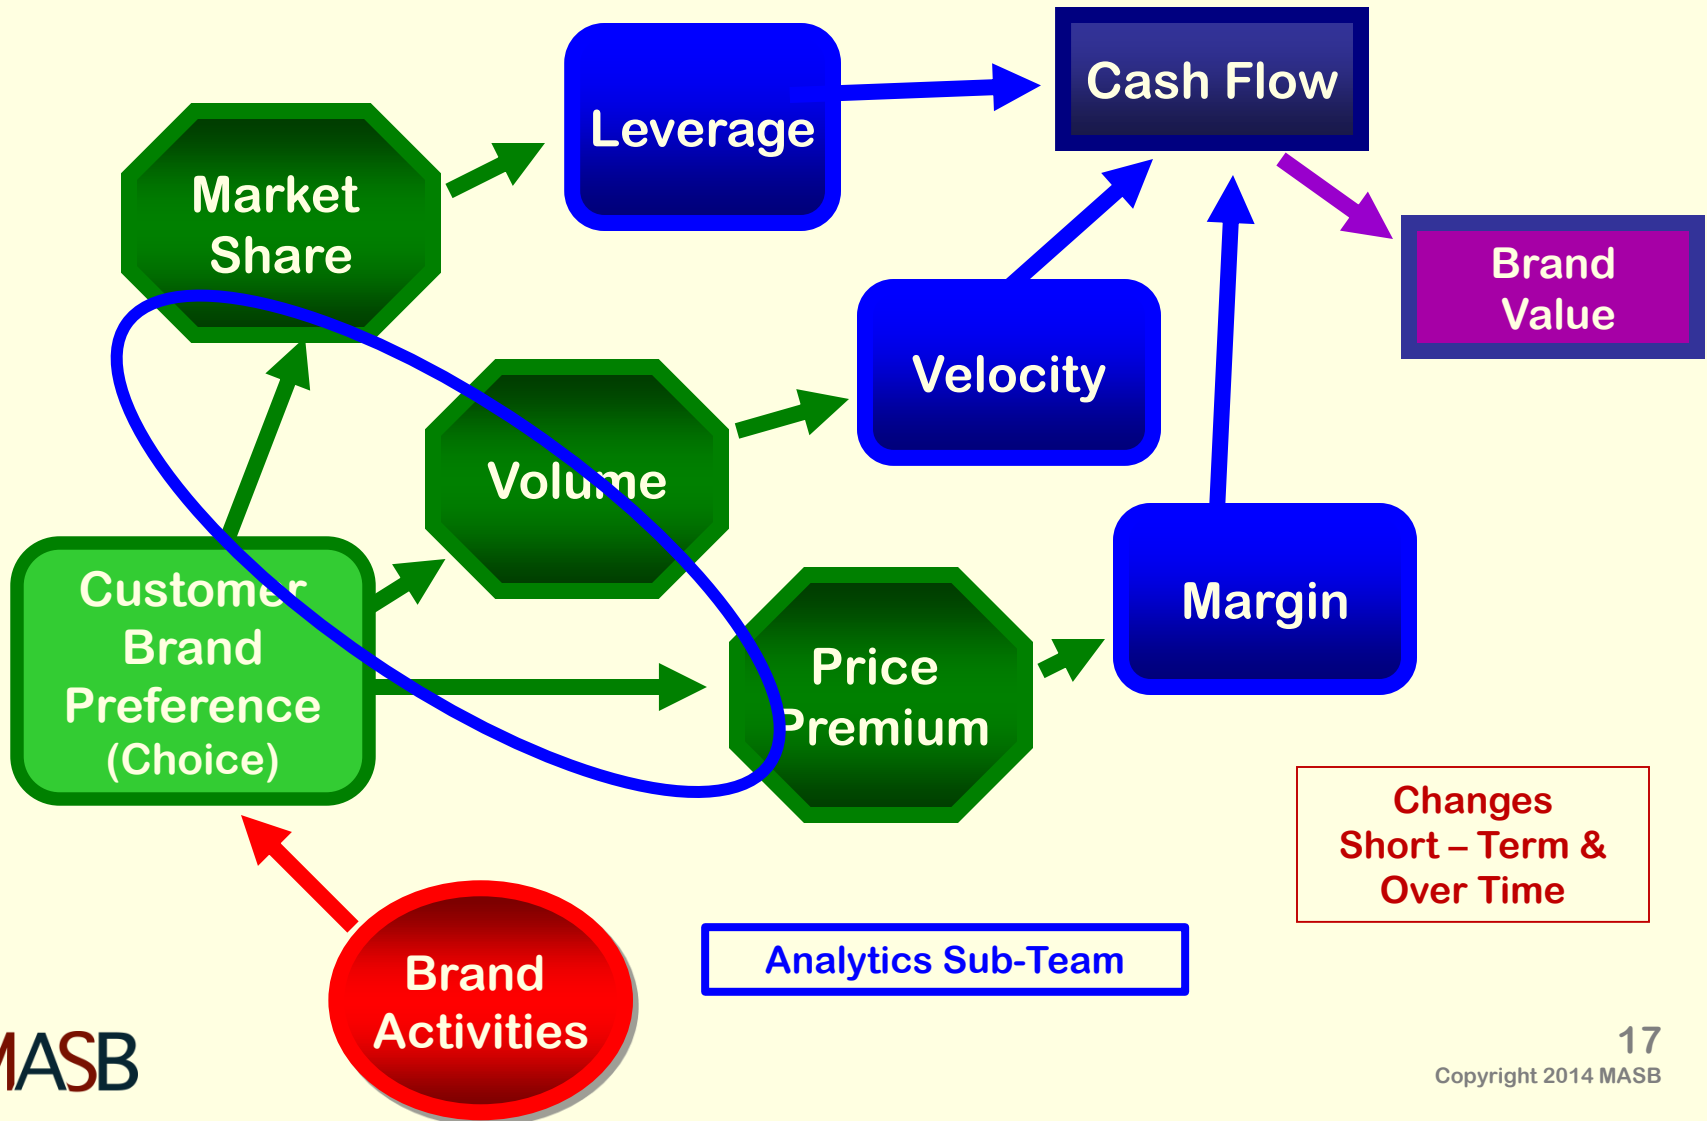 Cash Flow
Leverage
Market
Share
Brand
Value
Velocity
Volume
Customer
Brand
Preference
(Choice)
Price
Premium
Margin
Changes
Short – Term &
Over Time
Analytics Sub-Team
Brand
Activities
MASB
17
Copyright 2014 MASB